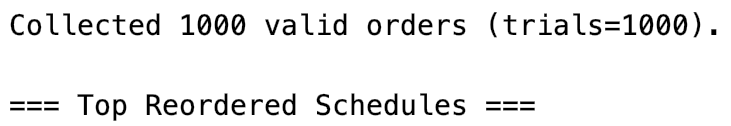 Collected 1000 valid orders (trials=1000).
=== Top Reordered Schedules ===